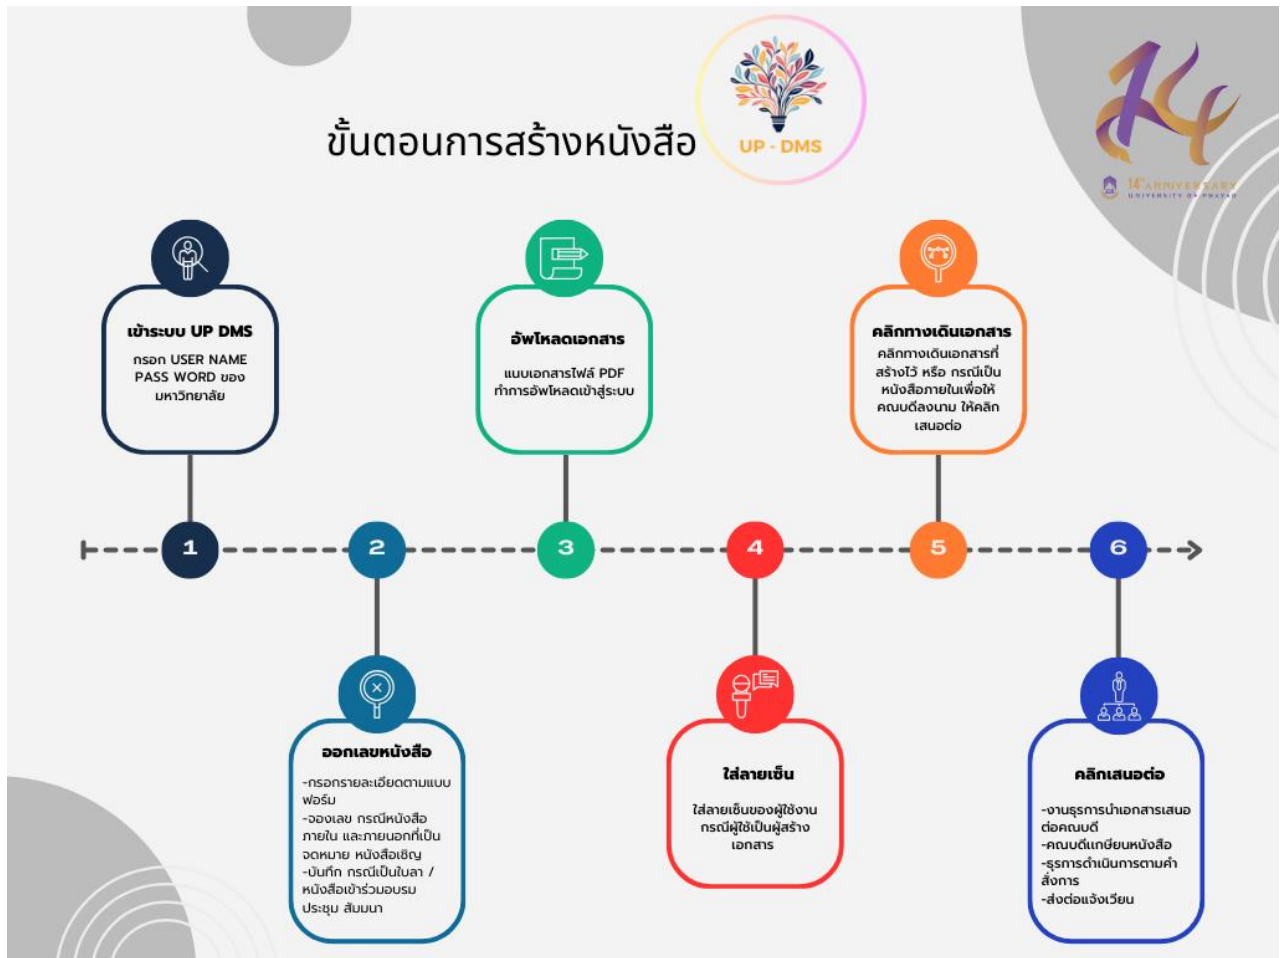 ขั้นตอนการสร้างหนังสือ
UP - DMS
14
14th ANNIVERSARY
UNIVERSITY OF PHAYAO
เข้าระบบ UP DMS
กรอก USER NAME
PASS WORD ของ
มหาวิทยาลัย
อัพโหลดเอกสาร
แบบเอกสารไฟล์ PDF
ทำการอัพโหลดเข้าสู่ระบบ
คลิกทางเดินเอกสาร
คลิกทางเดินเอกสารที่
สร้างไว้ หรือ กรณีเป็น
หนังสือภายในเพื่อให้
คณบดีลงนาม ให้คลิก
เสนอต่อ
1
2
3
4
5
6
ออกเลขหนังสือ
-กรอกรายละเอียดตามแบบ
ฟอร์ม
-จองเลข กรณีหนังสือ
ภายใน และภายนอกที่เป็น
จดหมาย หนังสือเชิญ
-บันทึก กรณีเป็นใบลา /
หนังสือเข้าร่วมอบรม
ประชุม สัมมนา
ใส่ลายเซ็น
ใส่ลายเซ็นของผู้ใช้งาน
กรณีผู้ใช้เป็นผู้สร้าง
เอกสาร
คลิกเสนอต่อ
-งานธุรการนำเอกสารเสนอ
ต่อคณบดี
-คณบดีแกษียนหนังสือ
-ธุรการดำเนินการตามคำ
สั่งการ
-ส่งต่อแจ้งเวียน